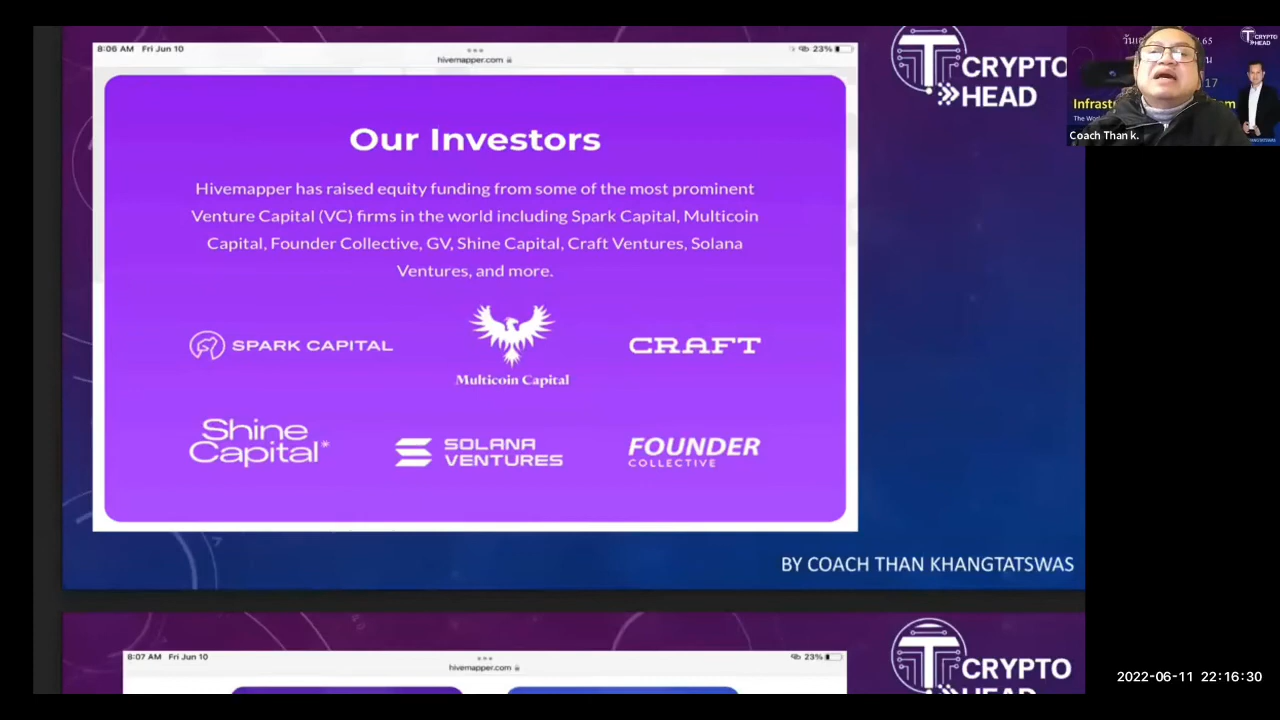 8:06 AM Fri Jun 10
23%
hivemapper.com
Our Investors
Hivemapper has raised equity funding from some of the most prominent
Venture Capital (VC) firms in the world including Spark Capital, Multicoin
Capital, Founder Collective, GV, Shine Capital, Craft Ventures, Solana
Ventures, and more.
SPARK CAPITAL
Multicoin Capital
CRAFT
Shine
Capital*
SOLANA
VENTURES
FOUNDER
COLLECTIVE
CRYPTO
HEAD
BY COACH THAN KHANGTATSWAS
Coach Than k.
CRYPTO
HEAD
17
8:07 AM Fri Jun 10
23%
hivemapper.com
CRYPTO
HEAD
2022-06-11 22:16:30